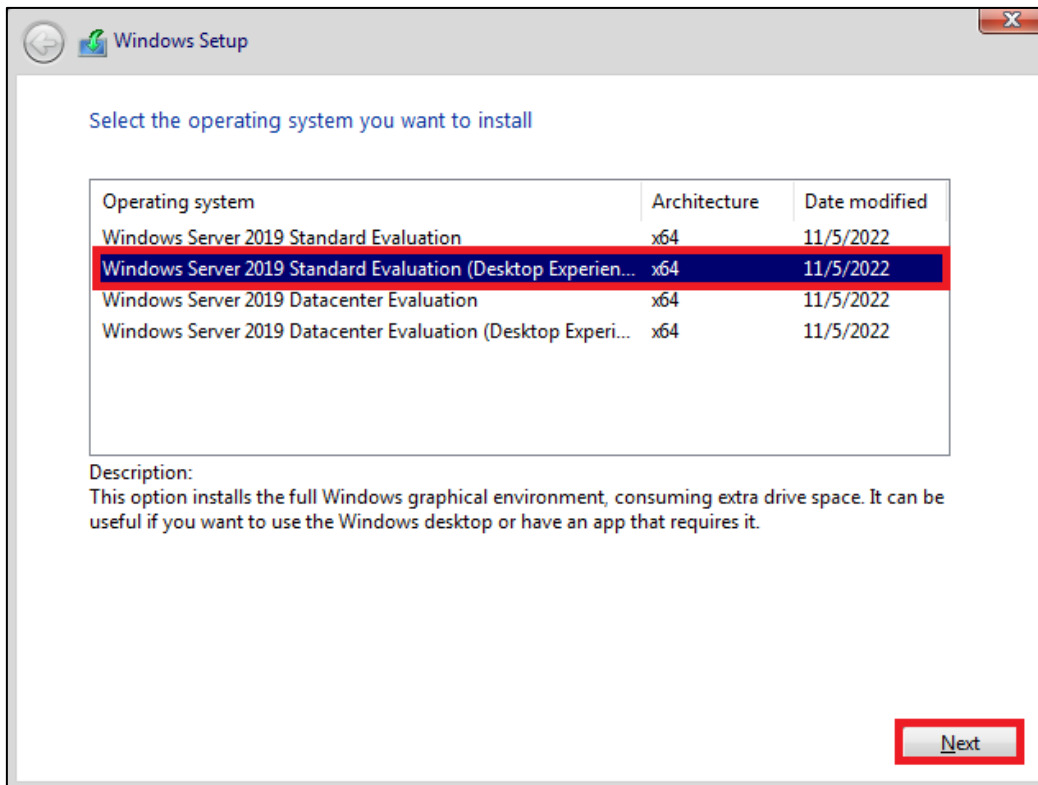 Windows Setup
Select the operating system you want to install
Operating system Architecture Date modified
Windows Server 2019 Standard Evaluation x64 11/5/2022
Windows Server 2019 Standard Evaluation (Desktop Experien... x64 11/5/2022
Windows Server 2019 Datacenter Evaluation x64 11/5/2022
Windows Server 2019 Datacenter Evaluation (Desktop Experi... x64 11/5/2022
Description:
This option installs the full Windows graphical environment, consuming extra drive space. It can be
useful if you want to use the Windows desktop or have an app that requires it.
Next